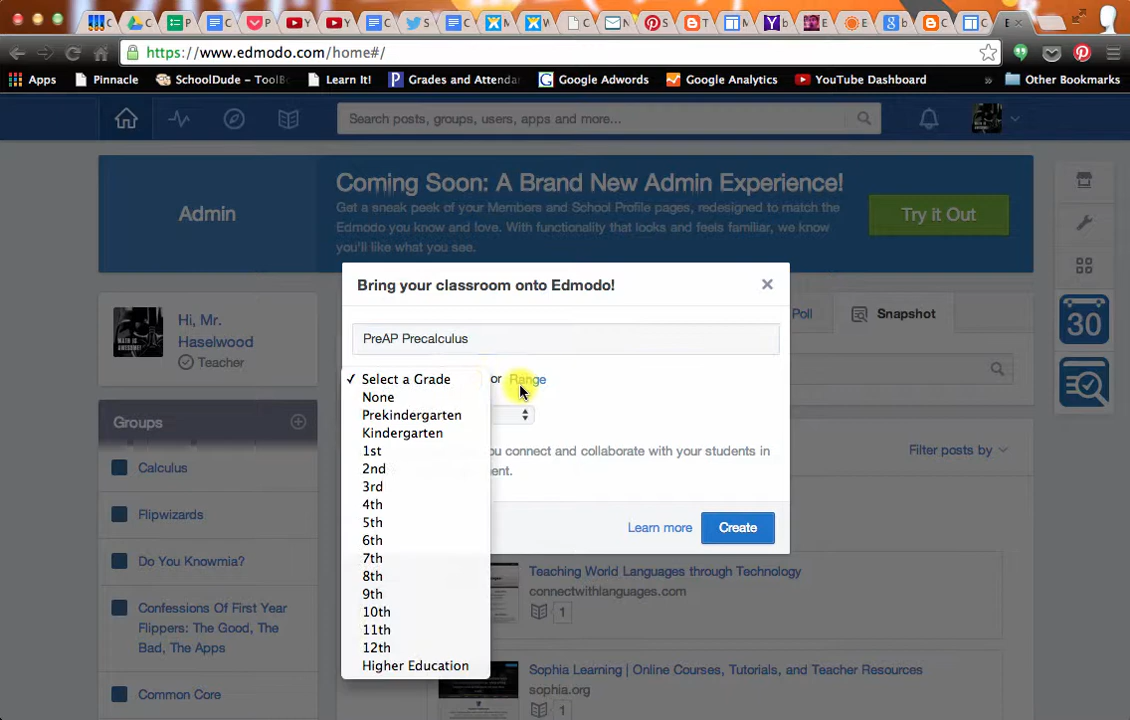 C
C
P
C
P
Y
Y
C
S
C
M
W
C
N
S
T
M
Y b
E
E
b
C
C
E
https://www.edmodo.com/home#/
Apps
Pinnacle
SchoolDude – ToolBo
Learn It!
Grades and Attenda
Google Adwords
Google Analytics
YouTube Dashboard
»
Other Bookmarks
Search posts, groups, users, apps and more...
Admin
Coming Soon: A Brand New Admin Experience!
Get a sneak peek of your Members and School Profile pages, redesigned to match the
Edmodo you know and love. With functionality that looks and feels familiar, we know
you'll like what you see.
Try it Out
Bring your classroom onto Edmodo!
PreAP Precalculus
✓ Select a Grade
or Range
None
Prekindergarten
Kindergarten
1st
2nd
3rd
4th
5th
6th
7th
8th
9th
10th
11th
12th
Higher Education
ou connect and collaborate with your students in
ent.
Learn more
Create
MATH IS AWESOME!
Hi, Mr.
Haselwood
Teacher
Poll
Snapshot
30
Groups
Calculus
Flipwizards
Do You Knowmia?
Confessions Of First Year
Flippers: The Good, The
Bad, The Apps
Common Core
Filter posts by
Teaching World Languages through Technology
connectwithlanguages.com
1
Sophia Learning | Online Courses, Tutorials, and Teacher Resources
sophia.org
1